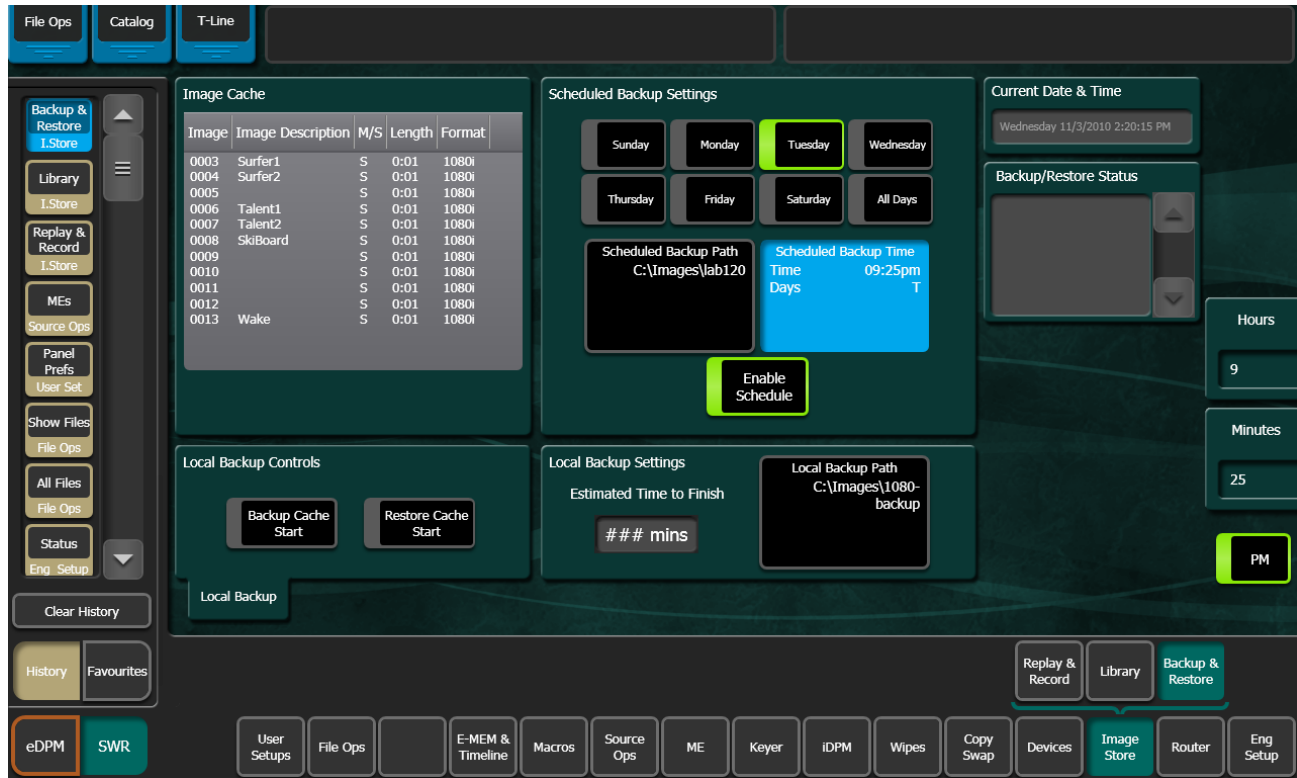 File Ops
Catalog
T-Line
Backup &
Restore
I.Store
Library
I.Store
Replay &
Record
I.Store
MEs
Source Ops
Panel
Prefs
User Set
Show Files
File Ops
All Files
File Ops
Status
Eng Setup
Clear History
History
Favourites
eDPM
SWR
Image Cache
Image Image Description M/S Length Format
0003 Surfer1 S 0:01 1080i
0004 Surfer2 S 0:01 1080i
0005 S 0:01 1080i
0006 Talent1 S 0:01 1080i
0007 Talent2 S 0:01 1080i
0008 SkiBoard S 0:01 1080i
0009 S 0:01 1080i
0010 S 0:01 1080i
0011 S 0:01 1080i
0012 S 0:01 1080i
0013 Wake S 0:01 1080i
Scheduled Backup Settings
Sunday
Monday
Tuesday
Wednesday
Thursday
Friday
Saturday
All Days
Scheduled Backup Path
C:\Images\lab120
Scheduled Backup Time
Time 09:25pm
Days T
Enable
Schedule
Current Date & Time
Wednesday 11/3/2010 2:20:15 PM
Backup/Restore Status
Hours
9
Minutes
25
PM
Local Backup Controls
Backup Cache
Start
Restore Cache
Start
Local Backup
Local Backup Settings
Estimated Time to Finish
### mins
Local Backup Path
C:\Images\1080-
backup
Replay &
Record
Library
Backup &
Restore
User
Setups
File Ops
E-MEM &
Timeline
Macros
Source
Ops
ME
Keyer
iDPM
Wipes
Copy
Swap
Devices
Image
Store
Router
Eng
Setup